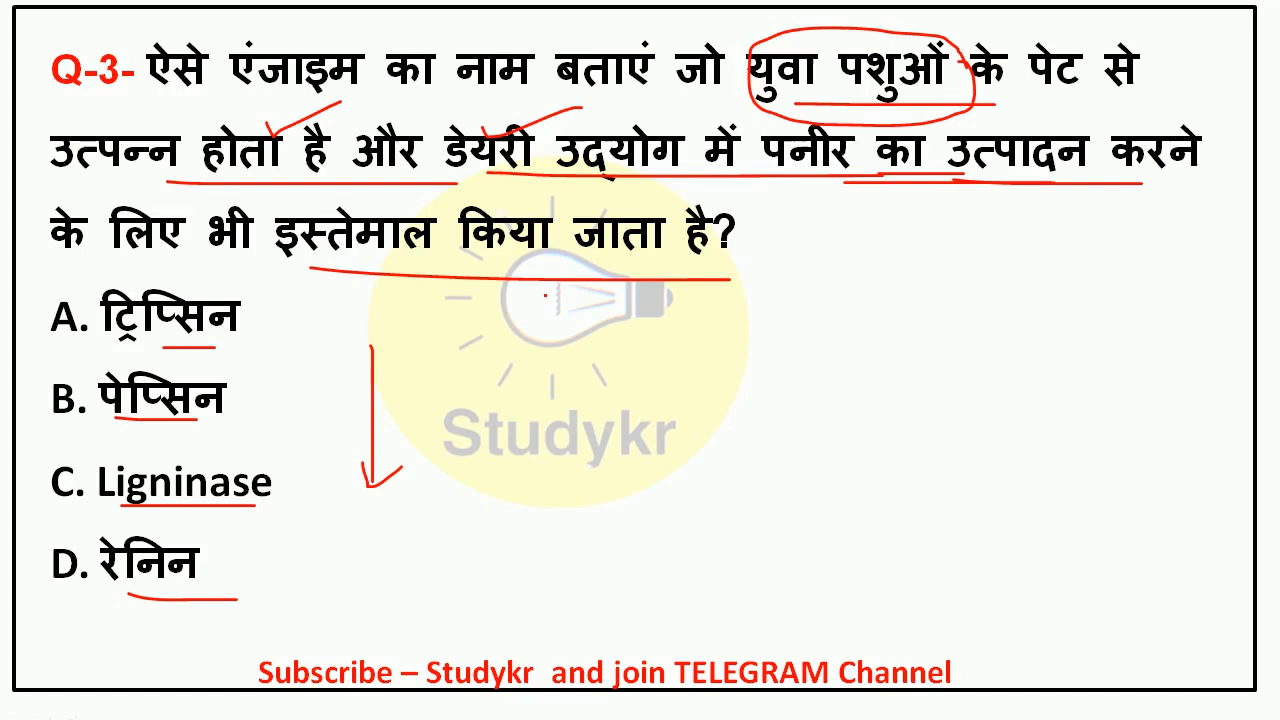 Q-3- ऐसे एंजाइम का नाम बताएं जो युवा पशुओं के पेट से
उत्पन्न होता है और डेयरी उद्योग में पनीर का उत्पादन करने
के लिए भी इस्तेमाल किया जाता है?
A. ट्रिप्सिन
B. पेप्सिन
Studykr
C. Ligninase
D. रेनिन
Subscribe – Studykr and join TELEGRAM Channel